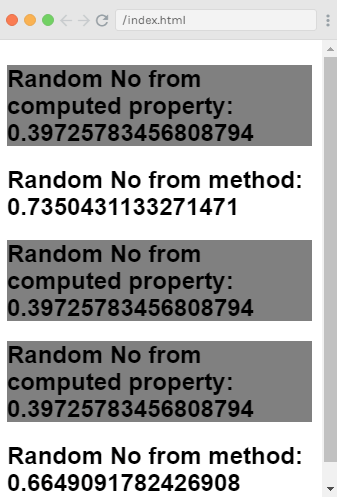 /index.html
Random No from
computed property:
0.39725783456808794
Random No from method:
0.7350431133271471
Random No from
computed property:
0.39725783456808794
Random No from
computed property:
0.39725783456808794
Random No from method:
0.6649091782426908